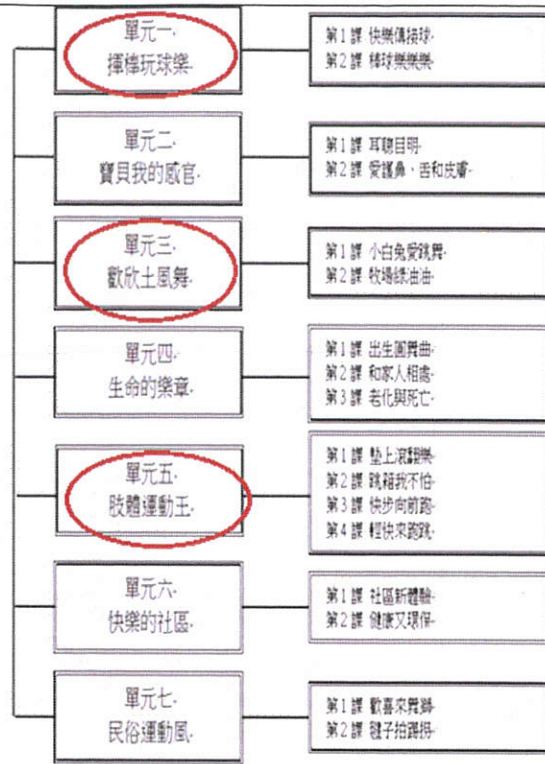 單元一
揮棒玩球樂
第1課 快樂傳接球
第2課 棒球樂樂樂
單元二
寶貝我的感官
第1課 耳聰目明
第2課 愛護鼻、舌和皮膚
單元三
歡欣土風舞
第1課 小白兔愛跳舞
第2課 牧場綠油油
單元四
生命的樂章
第1課 出生圓舞曲
第2課 和家人相處
第3課 老化與死亡
單元五
肢體運動王
第1課 墊上滾翻樂
第2課 跳箱我不怕
第3課 快步向前跑
第4課 輕快來跑跳
單元六
快樂的社區
第1課 社區新體驗
第2課 健康又環保
單元七
民俗運動風
第1課 歡喜來舞獅
第2課 毽子拍踢拐